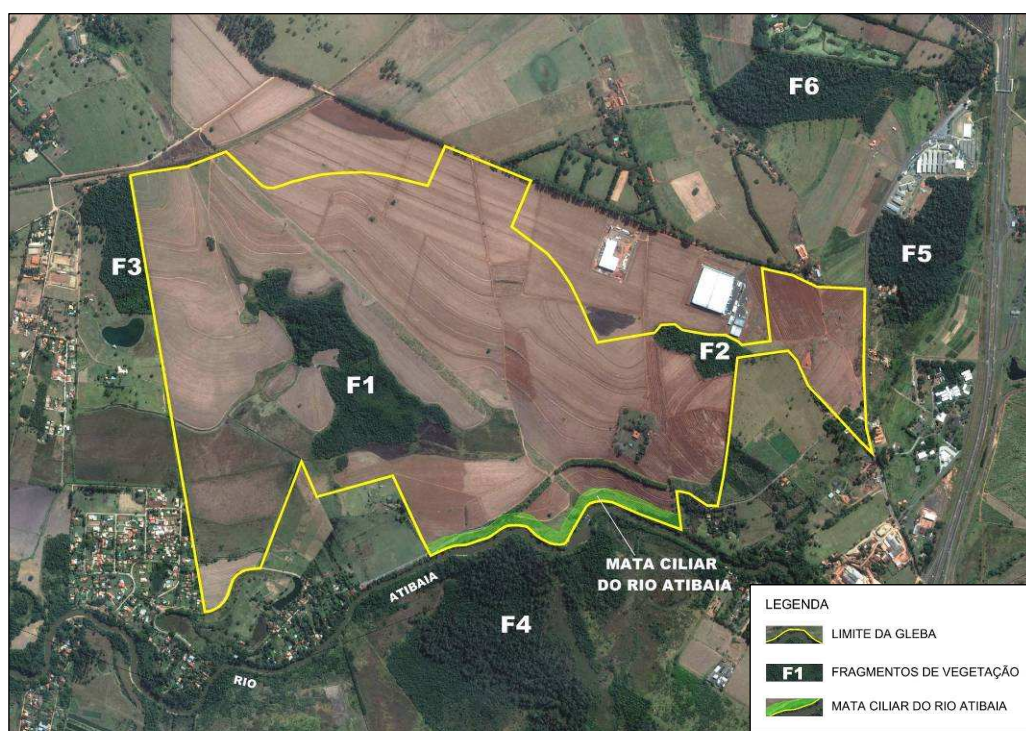 F6
F3
F5
F2
F1
MATA CILIAR
DO RIO ATIBAIA
ATIBAIA
F4
RIO
LEGENDA
LIMITE DA GLEBA
F1 FRAGMENTOS DE VEGETAÇÃO
MATA CILIAR DO RIO ATIBAIA